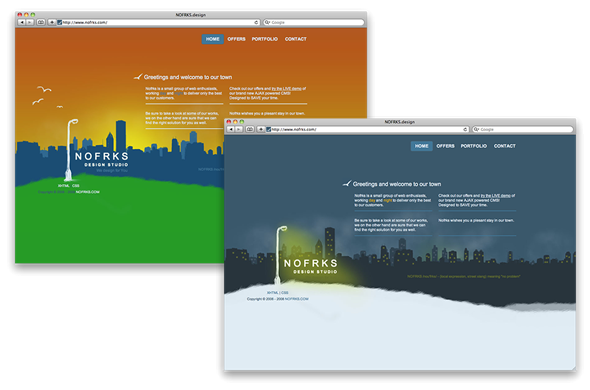 NOFRKS.design
http://www.nofrks.com/
Google
HOME OFFERS PORTFOLIO CONTACT
Greetings and welcome to our town
Nofrks is a small group of web enthusiasts,
working day and night to deliver only the best
to our customers.
Check out our offers and try the LIVE demo of
our brand new AJAX powered CMS!
Designed to SAVE your time.
Be sure to take a look at some of our works,
we on the other hand are sure that we can
find the right solution for you as well.
Nofrks wishes you a present stay in our town.
NOFRKS
DESIGN STUDIO
We design for You
XHTML | CSS
NOFRKS.COM
NOFRKS.design
http://www.nofrks.com/
Google
HOME OFFERS PORTFOLIO CONTACT
Greetings and welcome to our town
Nofrks is a small group of web enthusiasts,
working day and night to deliver only the best
to our customers.
Check out our offers and try the LIVE demo of
our brand new AJAX powered CMS!
Designed to SAVE your time.
Be sure to take a look at some of our works,
we on the other hand are sure that we can
find the right solution for you as well.
Nofrks wishes you a present stay in our town.
NOFRKS
DESIGN STUDIO
XHTML | CSS
Copyright © 2006 - 2008 NOFRKS.COM